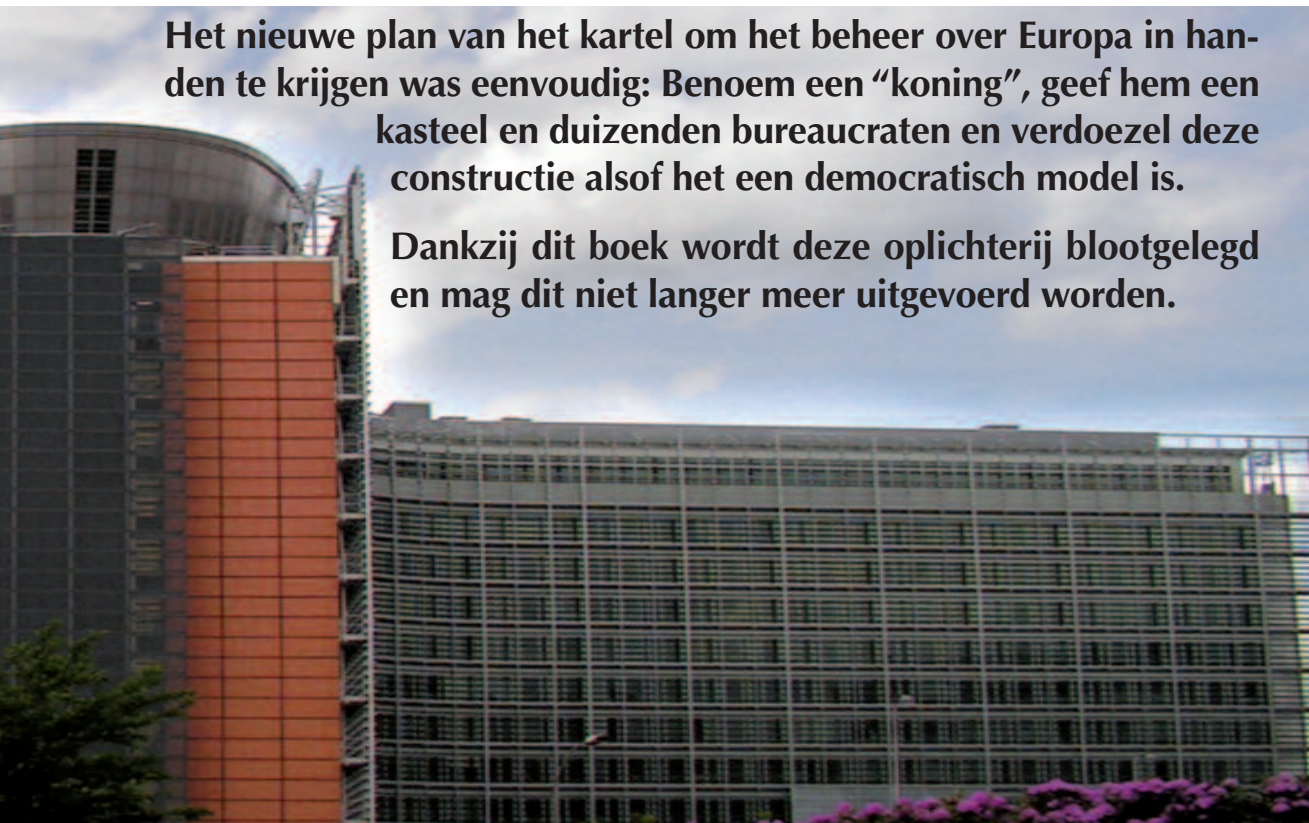 Het nieuwe plan van het kartel om het beheer over Europa in han-
den te krijgen was eenvoudig: Benoem een “koning”, geef hem een
kasteel en duizenden bureaucraten en verdoezel deze
constructie alsof het een democratisch model is.
Dankzij dit boek wordt deze oplichterij blootgelegd
en mag dit niet langer meer uitgevoerd worden.